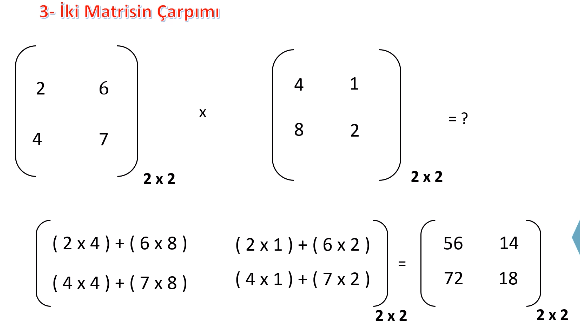 3- İki Matrisin Çarpımı
2 6 4 1
x = ?
4 7 8 2
2 x 2 2 x 2
( 2 x 4 ) + ( 6 x 8 ) ( 2 x 1 ) + ( 6 x 2 ) 56 14
=
( 4 x 4 ) + ( 7 x 8 ) ( 4 x 1 ) + ( 7 x 2 ) 72 18
2 x 2 2 x 2